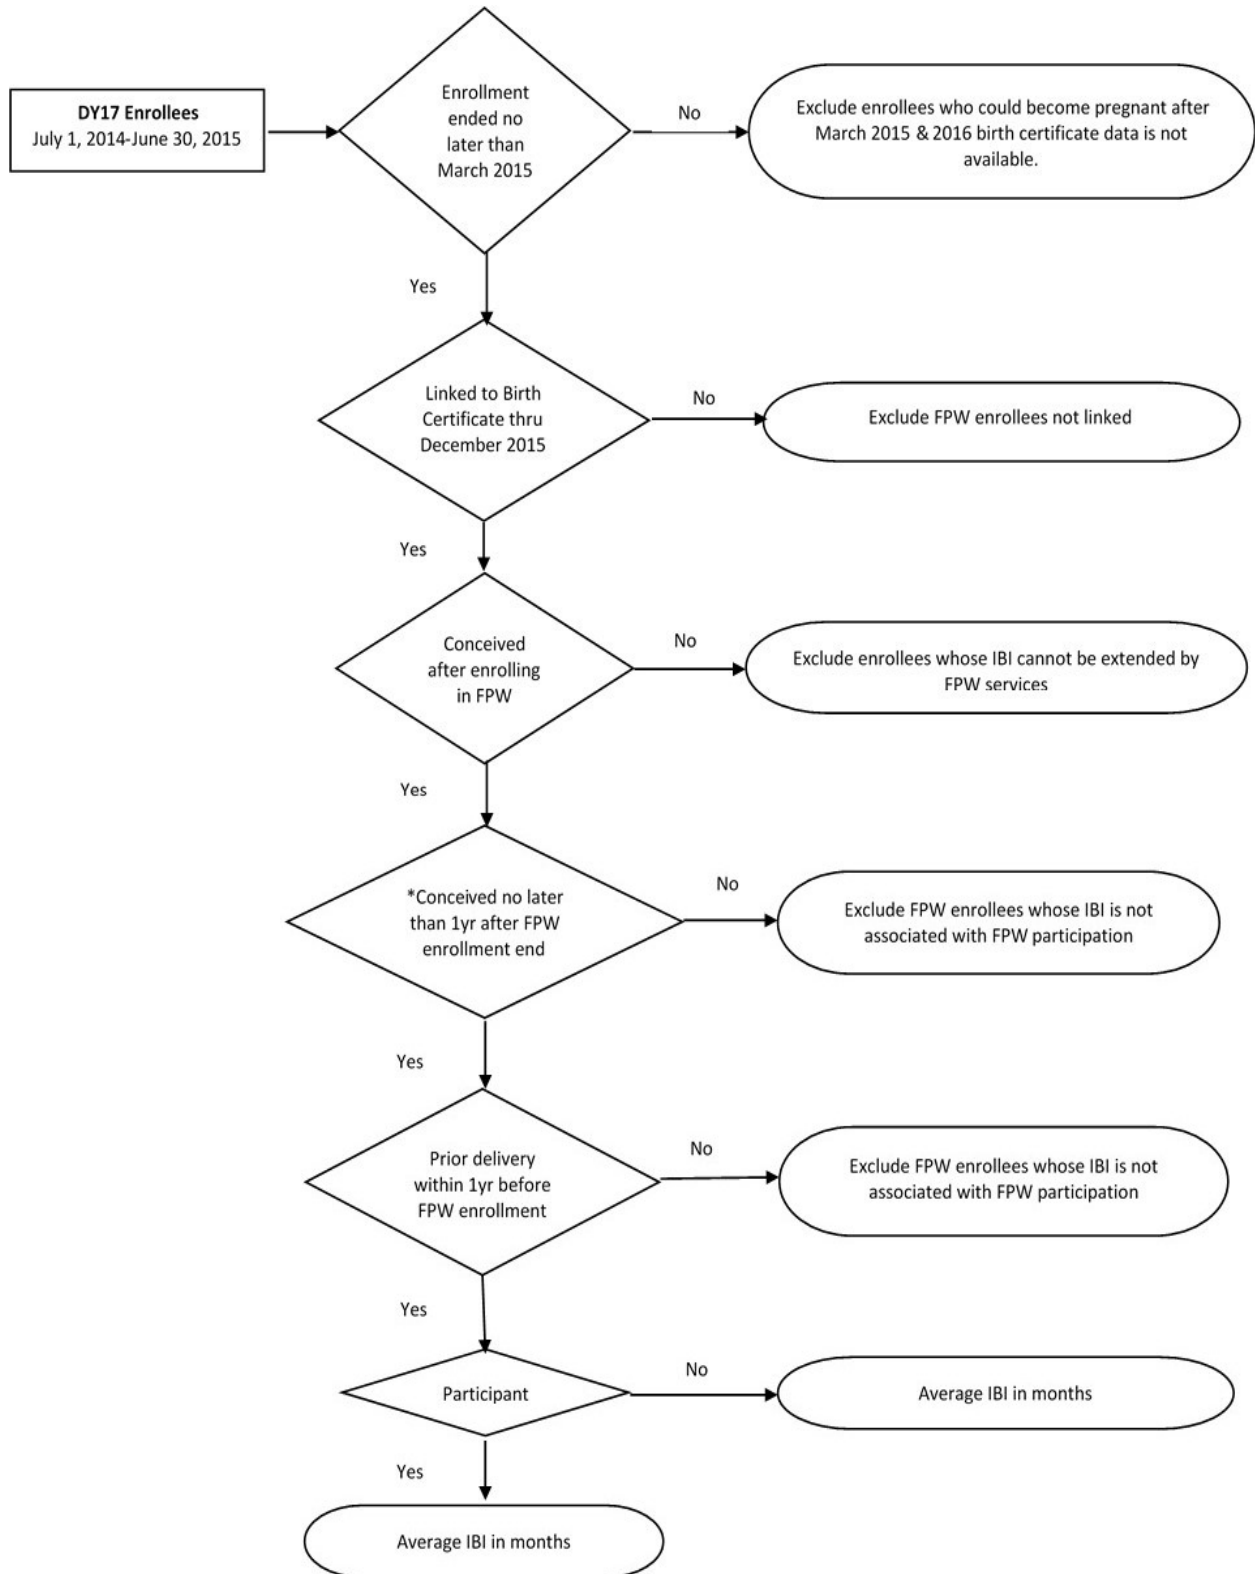 DY17 Enrollees
July 1, 2014-June 30, 2015
Enrollment
ended no
later than
March 2015
No
Exclude enrollees who could become pregnant after
March 2015 & 2016 birth certificate data is not
available.
Yes
Linked to Birth
Certificate thru
December 2015
No
Exclude FPW enrollees not linked
Yes
Conceived
after enrolling
in FPW
No
Exclude enrollees whose IBI cannot be extended by
FPW services
Yes
*Conceived no later
than 1yr after FPW
enrollment end
No
Exclude FPW enrollees whose IBI is not
associated with FPW participation
Yes
Prior delivery
within 1yr before
FPW enrollment
No
Exclude FPW enrollees whose IBI is not
associated with FPW participation
Yes
Participant
No
Average IBI in months
Yes
Average IBI in months